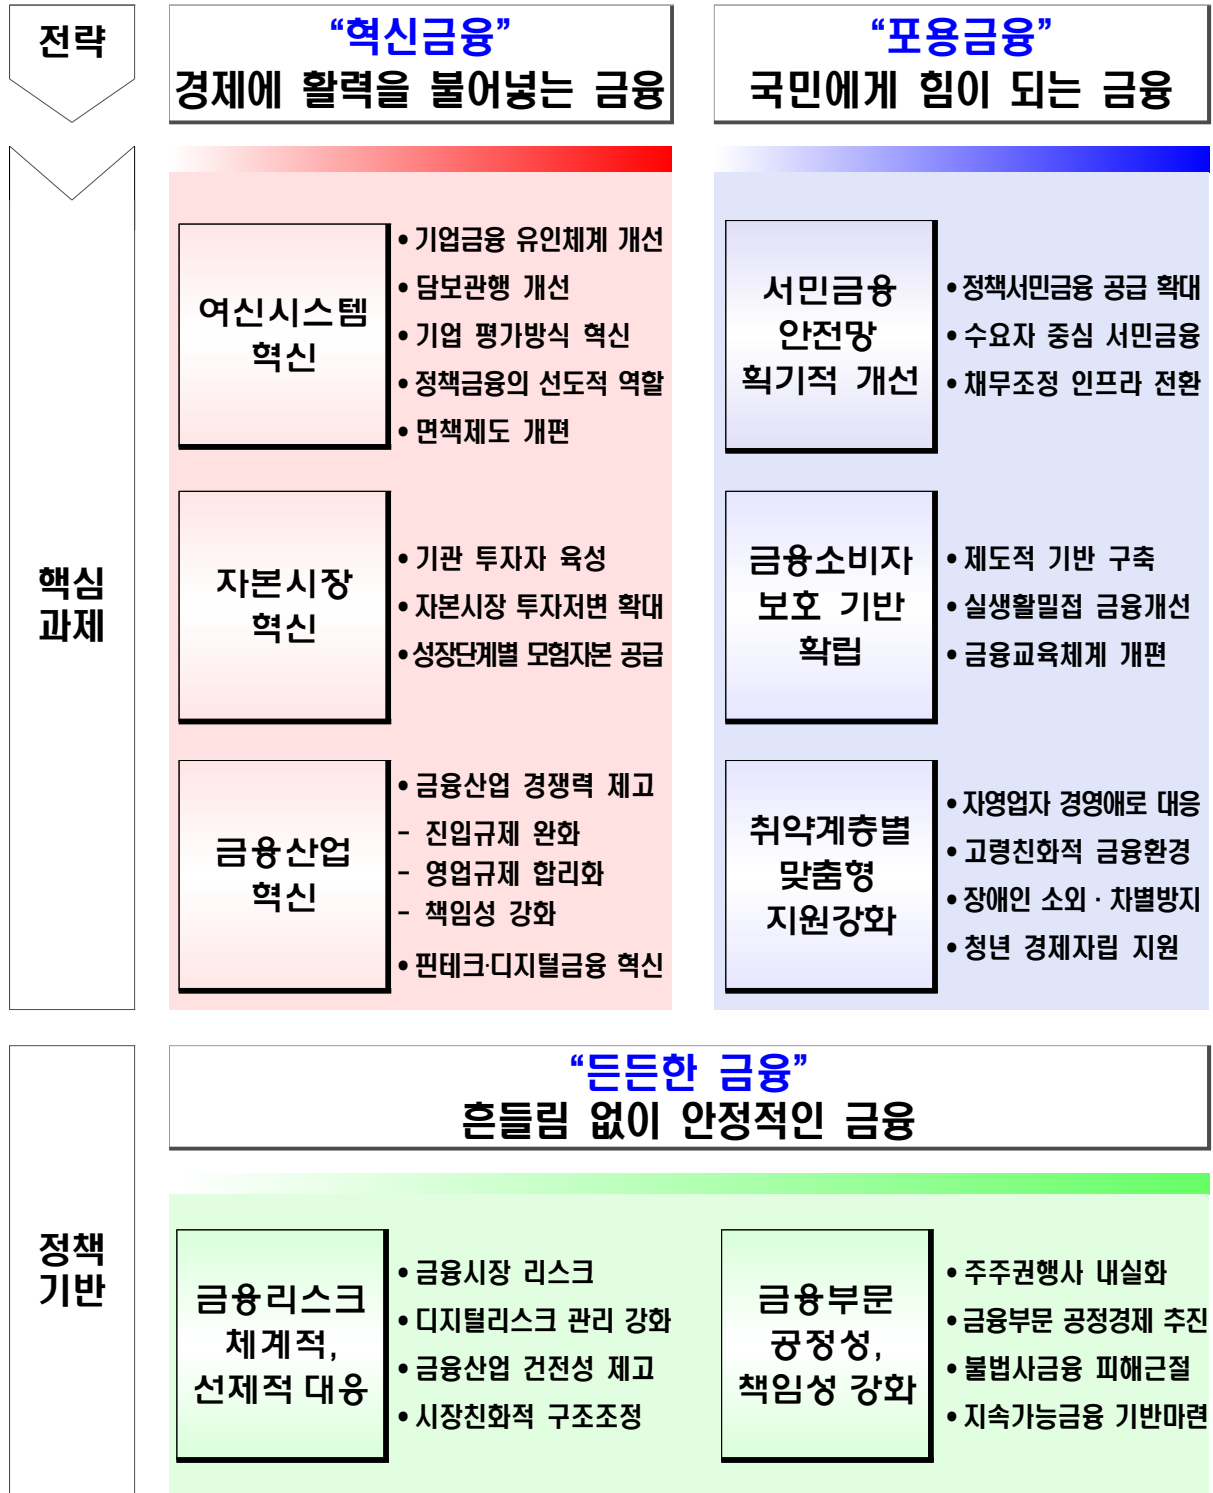 전략
“혁신금융”
경제에 활력을 불어넣는 금융
“포용금융”
국민에게 힘이 되는 금융
핵심
과제
여신시스템
혁신
• 기업금융 유인체계 개선
• 담보관행 개선
• 기업 평가방식 혁신
• 정책금융의 선도적 역할
• 면책제도 개편
자본시장
혁신
• 기관 투자자 육성
• 자본시장 투자저변 확대
• 성장단계별 모험자본 공급
금융산업
혁신
• 금융산업 경쟁력 제고
- 진입규제 완화
- 영업규제 합리화
- 책임성 강화
• 핀테크·디지털금융 혁신
서민금융
안전망
획기적 개선
• 정책서민금융 공급 확대
• 수요자 중심 서민금융
• 채무조정 인프라 전환
금융소비자
보호 기반
확립
• 제도적 기반 구축
• 실생활밀접 금융개선
• 금융교육체계 개편
취약계층별
맞춤형
지원강화
• 자영업자 경영애로 대응
• 고령친화적 금융환경
• 장애인 소외·차별방지
• 청년 경제자립 지원
정책
기반
“든든한 금융”
흔들림 없이 안정적인 금융
금융리스크
체계적,
선제적 대응
• 금융시장 리스크
• 디지털리스크 관리 강화
• 금융산업 건전성 제고
• 시장친화적 구조조정
금융부문
공정성,
책임성 강화
• 주주권행사 내실화
• 금융부문 공정경제 추진
• 불법사금융 피해근절
• 지속가능금융 기반마련